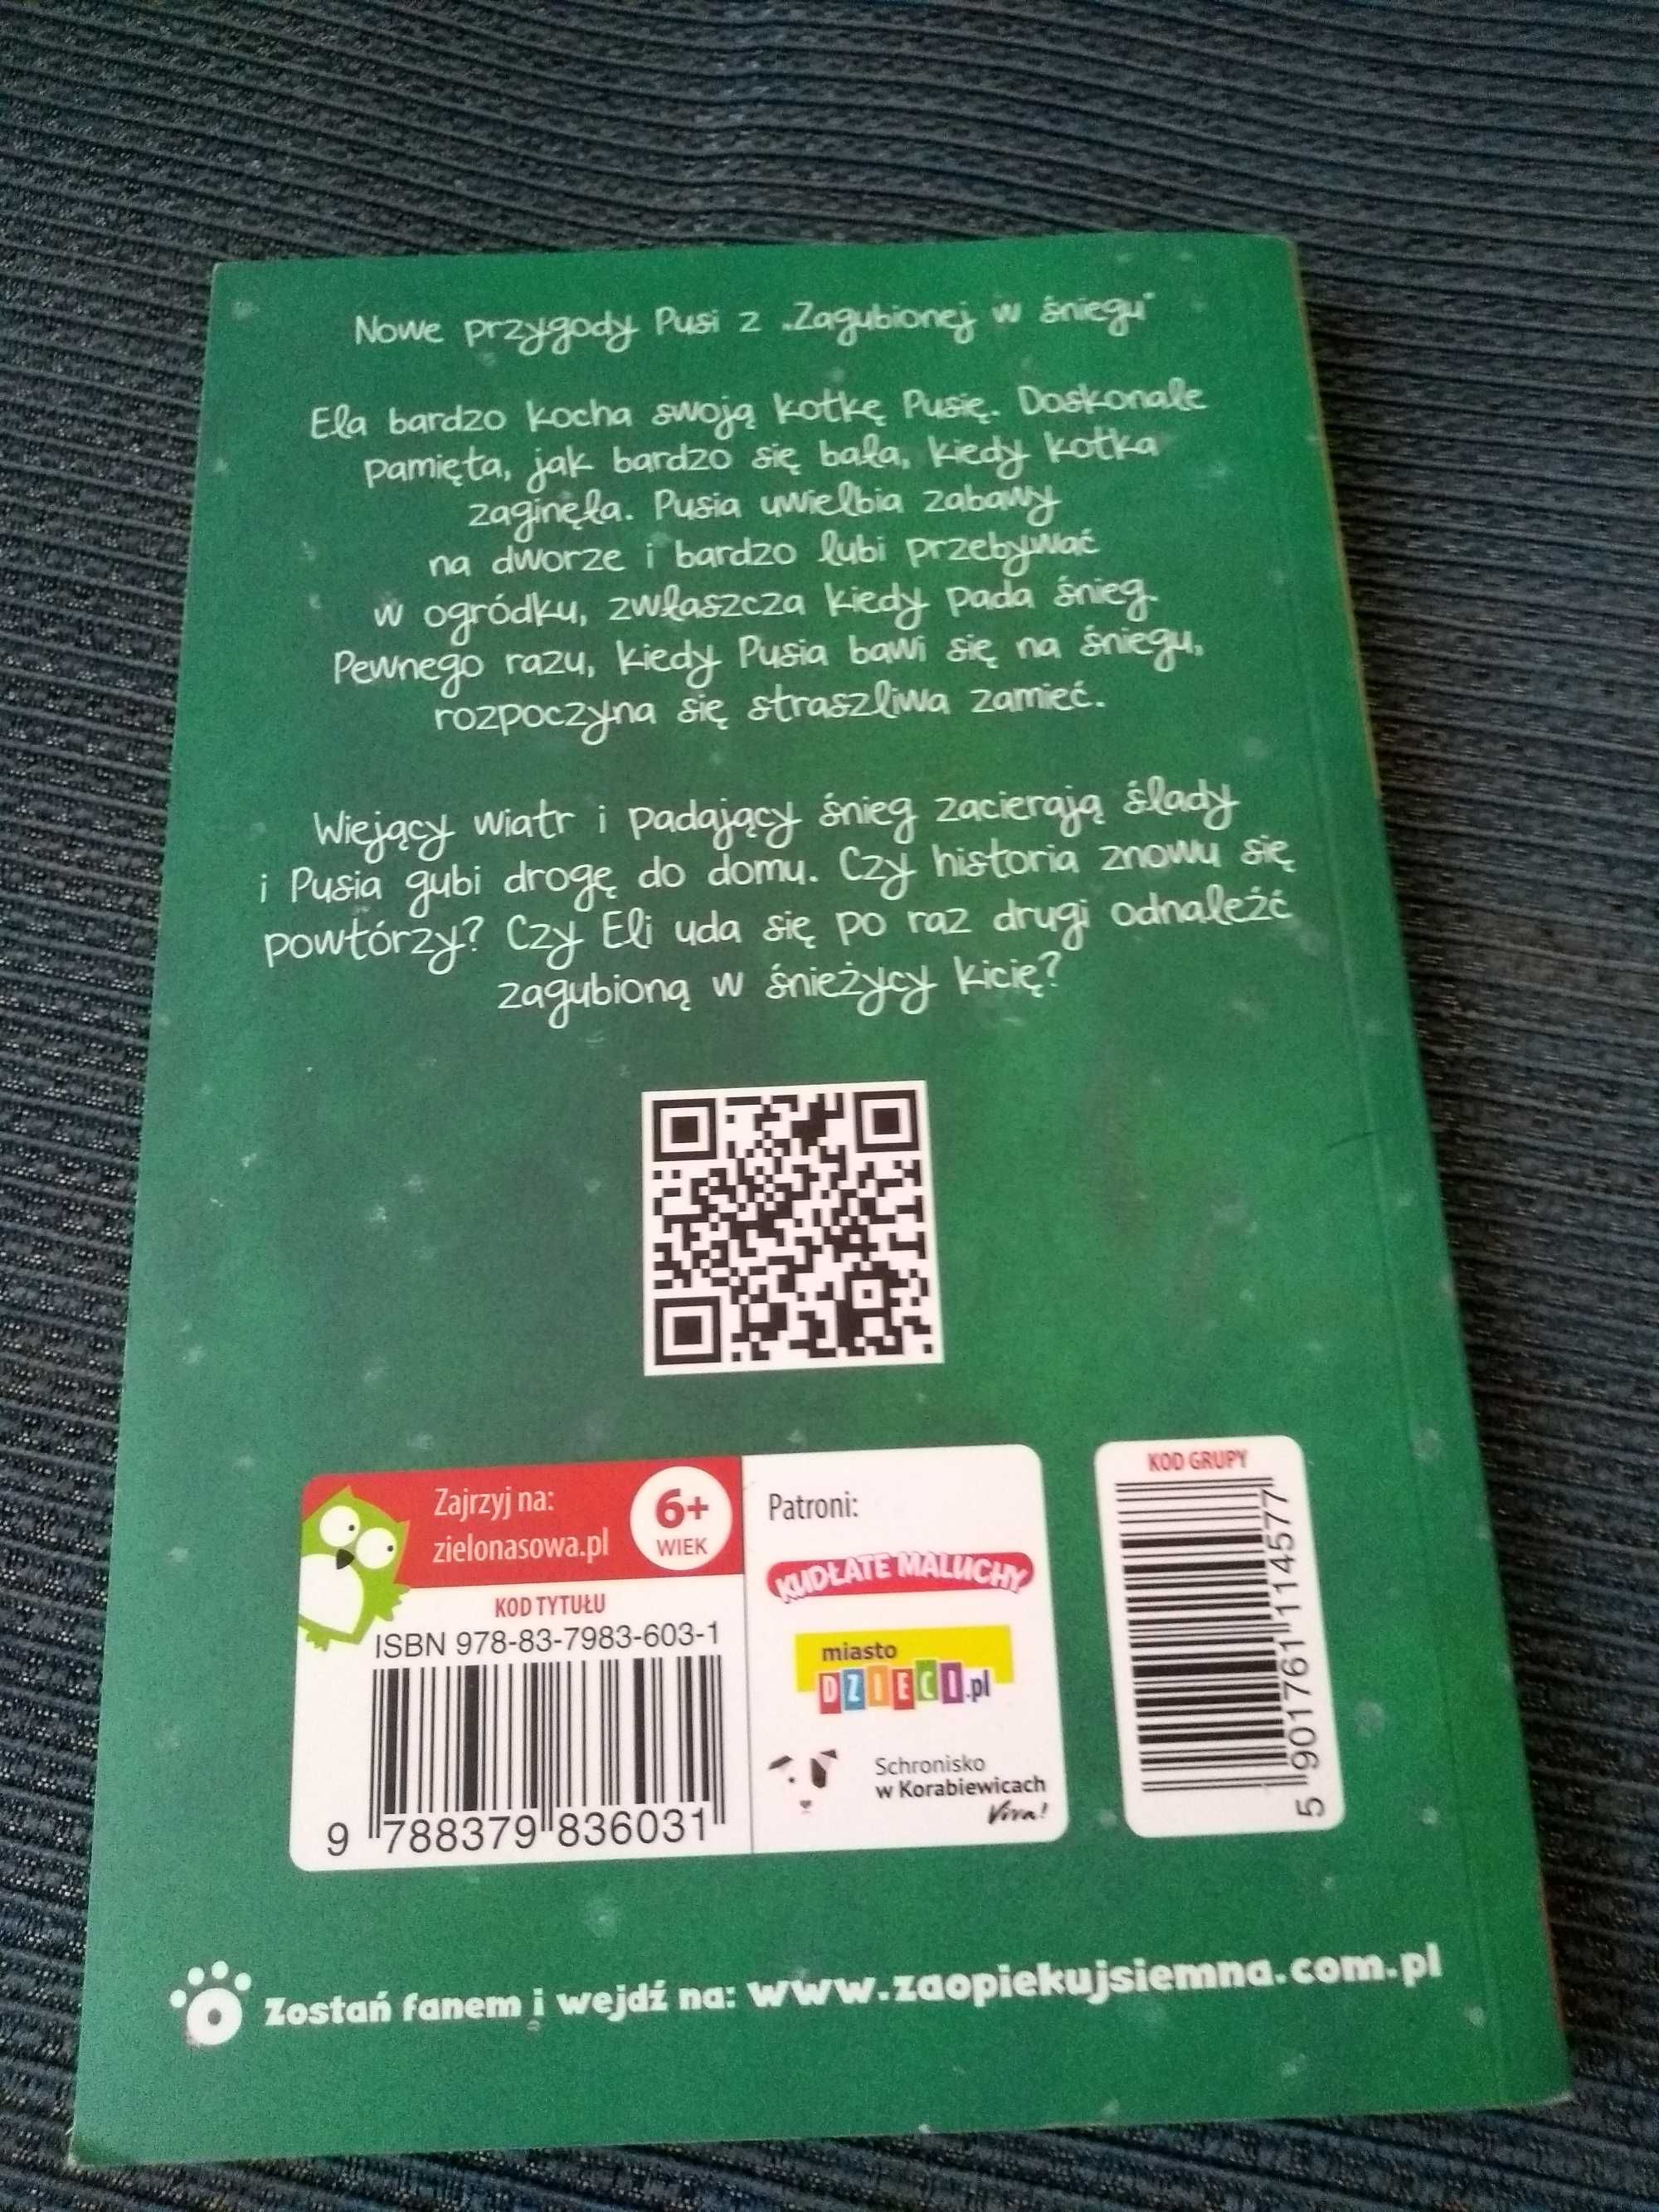 Nowe przygody Pusi z „Zagubionej w śniegu"
Ela bardzo kocha swoją kotkę Pusię. Doskonale
pamięta, jak bardzo się bała, kiedy kotka
zaginęła. Pusia uwielbia zabawy
na dworze i bardzo lubi przebywać
w ogródku, zwłaszcza kiedy pada śnieg.
Pewnego razu, kiedy Pusia bawi się na śniegu,
rozpoczyna się straszliwa zamieć.
Wiejący wiatr i padający śnieg zacierają ślady
i Pusia gubi drogę do domu. Czy historia znowu się
powtórzy? Czy Eli uda się po raz drugi odnaleźć
zagubioną w śnieżycy kicię?
Zajrzyj na:
zielonasowa.pl
6+
WIEK
KOD TYTUŁU
ISBN 978-83-7983-603-1
9 788379 836031
Patroni:
KUDŁATE MALUCHY
miasto
DZIECI.pl
Schronisko
w Korabiewicach
Viva!
KOD GRUPY
5 901761 114577
Zostań fanem i wejdź na: www.zaopiekujsiemna.com.pl